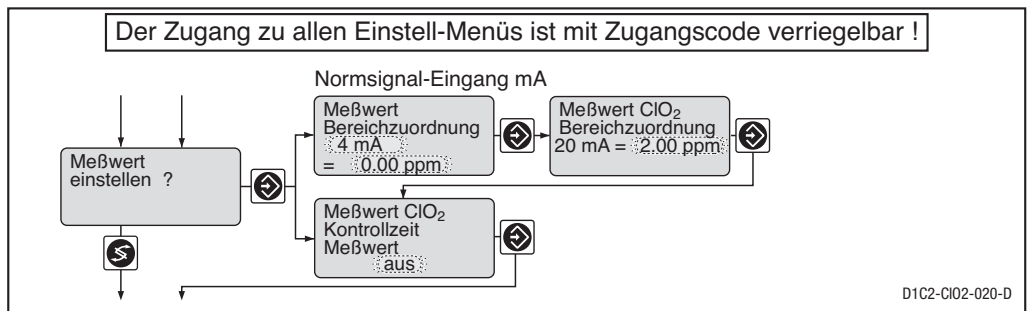 Der Zugang zu allen Einstell-Menüs ist mit Zugangscode verriegelbar !
Normsignal-Eingang mA
Meßwert
Bereichzuordnung
4 mA
= 0.00 ppm
Meßwert ClO₂
Bereichzuordnung
20 mA = 2.00 ppm
Meßwert
einstellen ?
Meßwert ClO₂
Kontrollzeit
Meßwert
aus
D1C2-ClO2-020-D